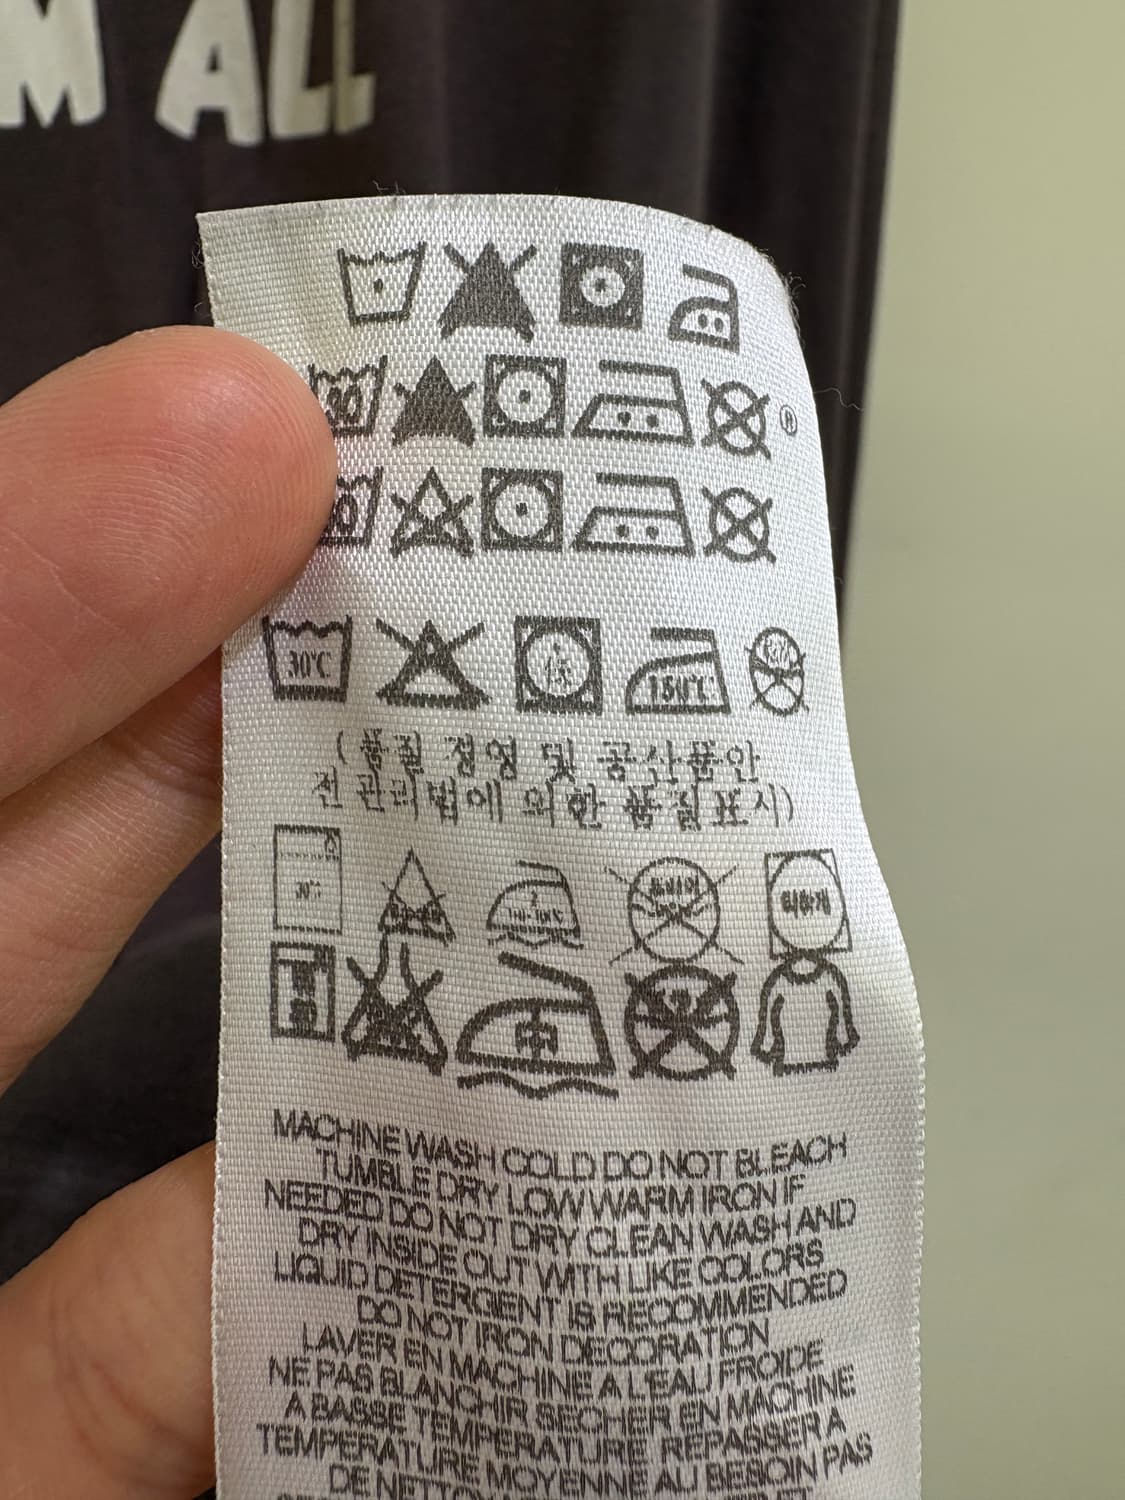 M ALL
®
30°C
150°C
(품질 경영 및 공산품안
전 관리법에 의한 품질표시)
MACHINE WASH COLD DO NOT BLEACH
TUMBLE DRY LOW WARM IRON IF
NEEDED DO NOT DRY CLEAN WASH AND
DRY INSIDE OUT WITH LIKE COLORS
LIQUID DETERGENT IS RECOMMENDED
DO NOT IRON DECORATION
LAVER EN MACHINE A L'EAU FROIDE
NE PAS BLANCHIR SECHER EN MACHINE
A BASSE TEMPERATURE REPASSER A
TEMPERATURE MOYENNE AU BESOIN PAS
DE NETTOY